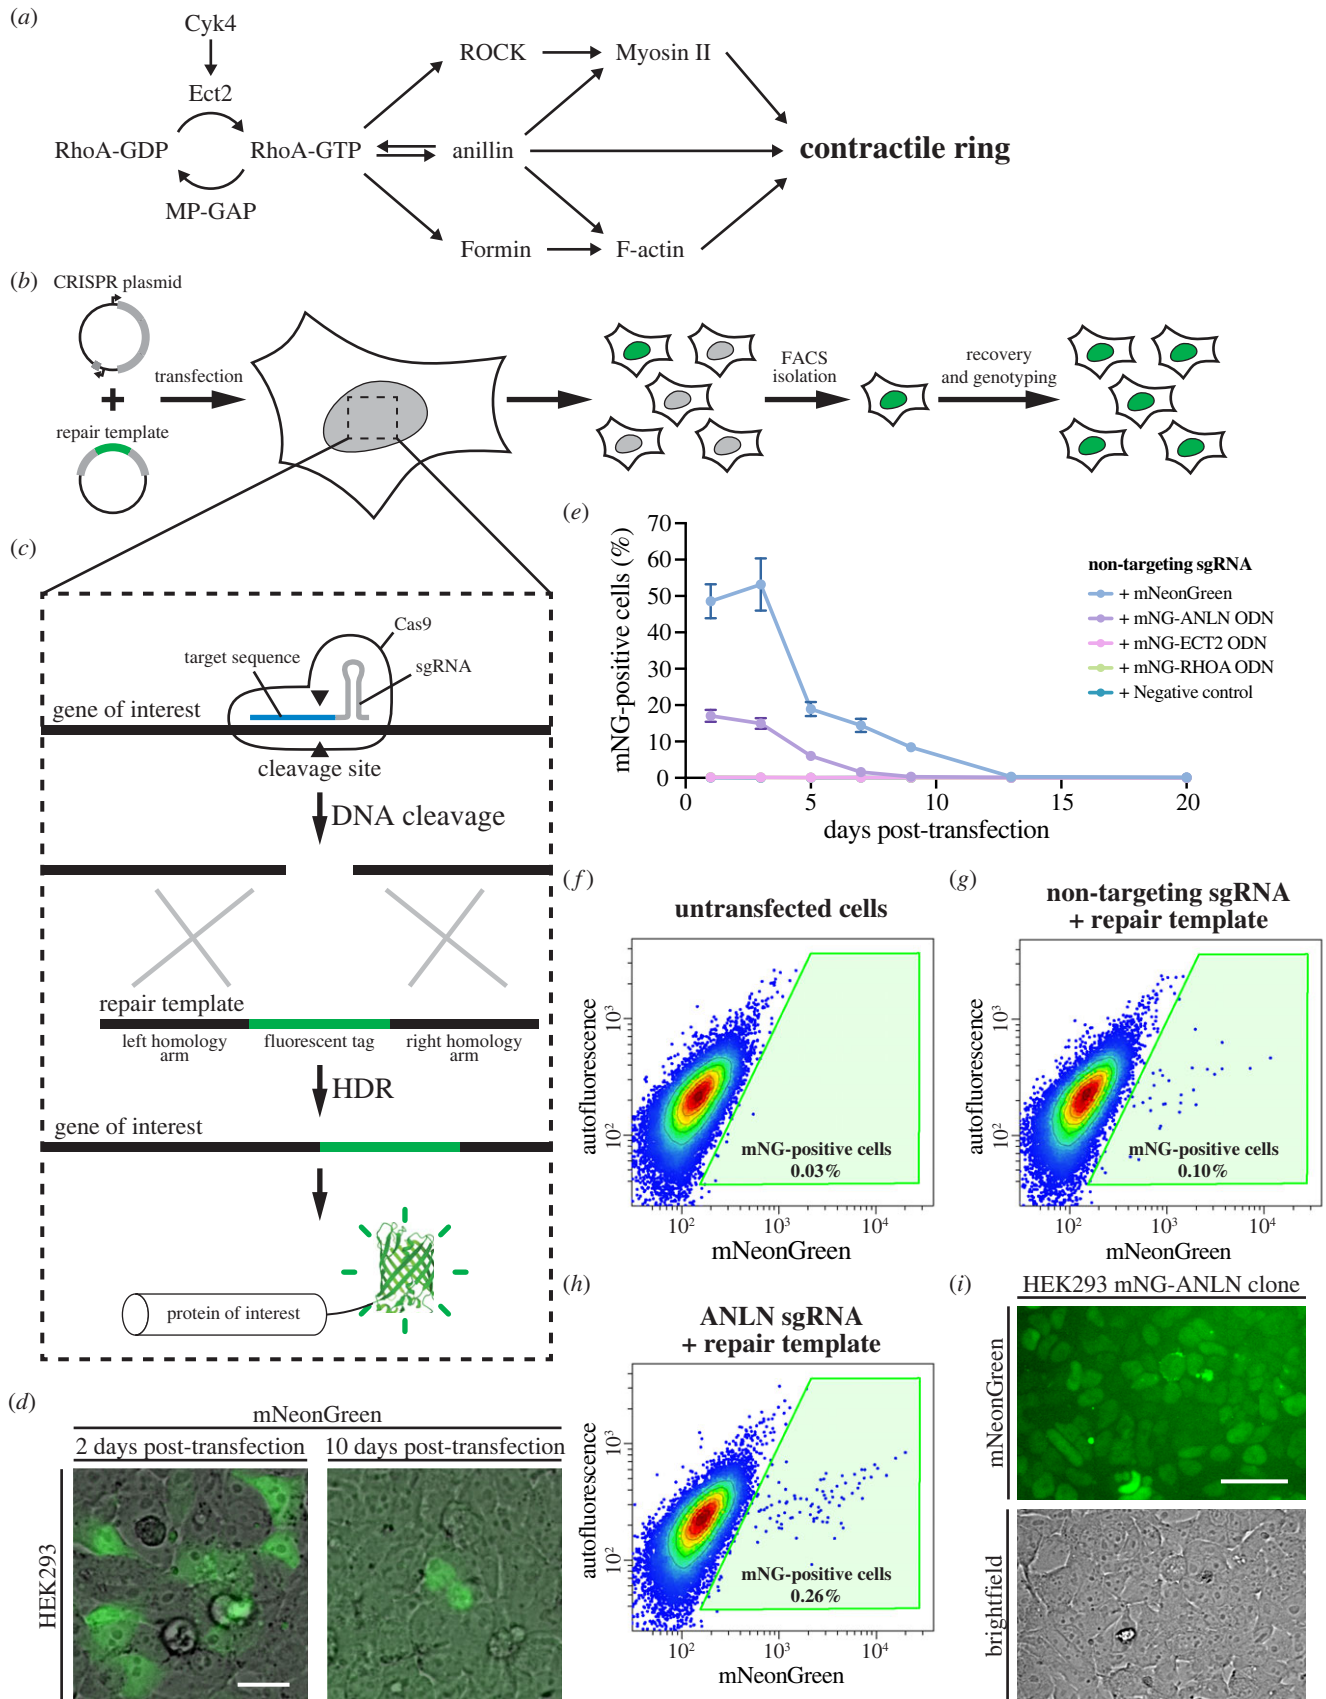 (a)
Cyk4
Ect2
RhoA-GDP
RhoA-GTP
MP-GAP
ROCK
Myosin II
anillin
contractile ring
Formin
F-actin
(b)
CRISPR plasmid
repair template
transfection
FACS
isolation
recovery
and genotyping
(c)
Cas9
target sequence
sgRNA
gene of interest
cleavage site
DNA cleavage
repair template
left homology
arm
fluorescent tag
right homology
arm
HDR
gene of interest
protein of interest
(d)
mNeonGreen
2 days post-transfection
10 days post-transfection
HEK293
(e)
mNG-positive cells (%)
70
60
50
40
30
20
10
0
0 5 10 15 20
days post-transfection
non-targeting sgRNA
+ mNeonGreen
+ mNG-ANLN ODN
+ mNG-ECT2 ODN
+ mNG-RHOA ODN
+ Negative control
(f)
untransfected cells
autofluorescence
10³
10²
mNG-positive cells
0.03%
10² 10³ 10⁴
mNeonGreen
(g)
non-targeting sgRNA
+ repair template
autofluorescence
10³
10²
mNG-positive cells
0.10%
10² 10³ 10⁴
mNeonGreen
(h)
ANLN sgRNA
+ repair template
autofluorescence
10³
10²
mNG-positive cells
0.26%
10² 10³ 10⁴
mNeonGreen
(i)
HEK293 mNG-ANLN clone
mNeonGreen
brightfield